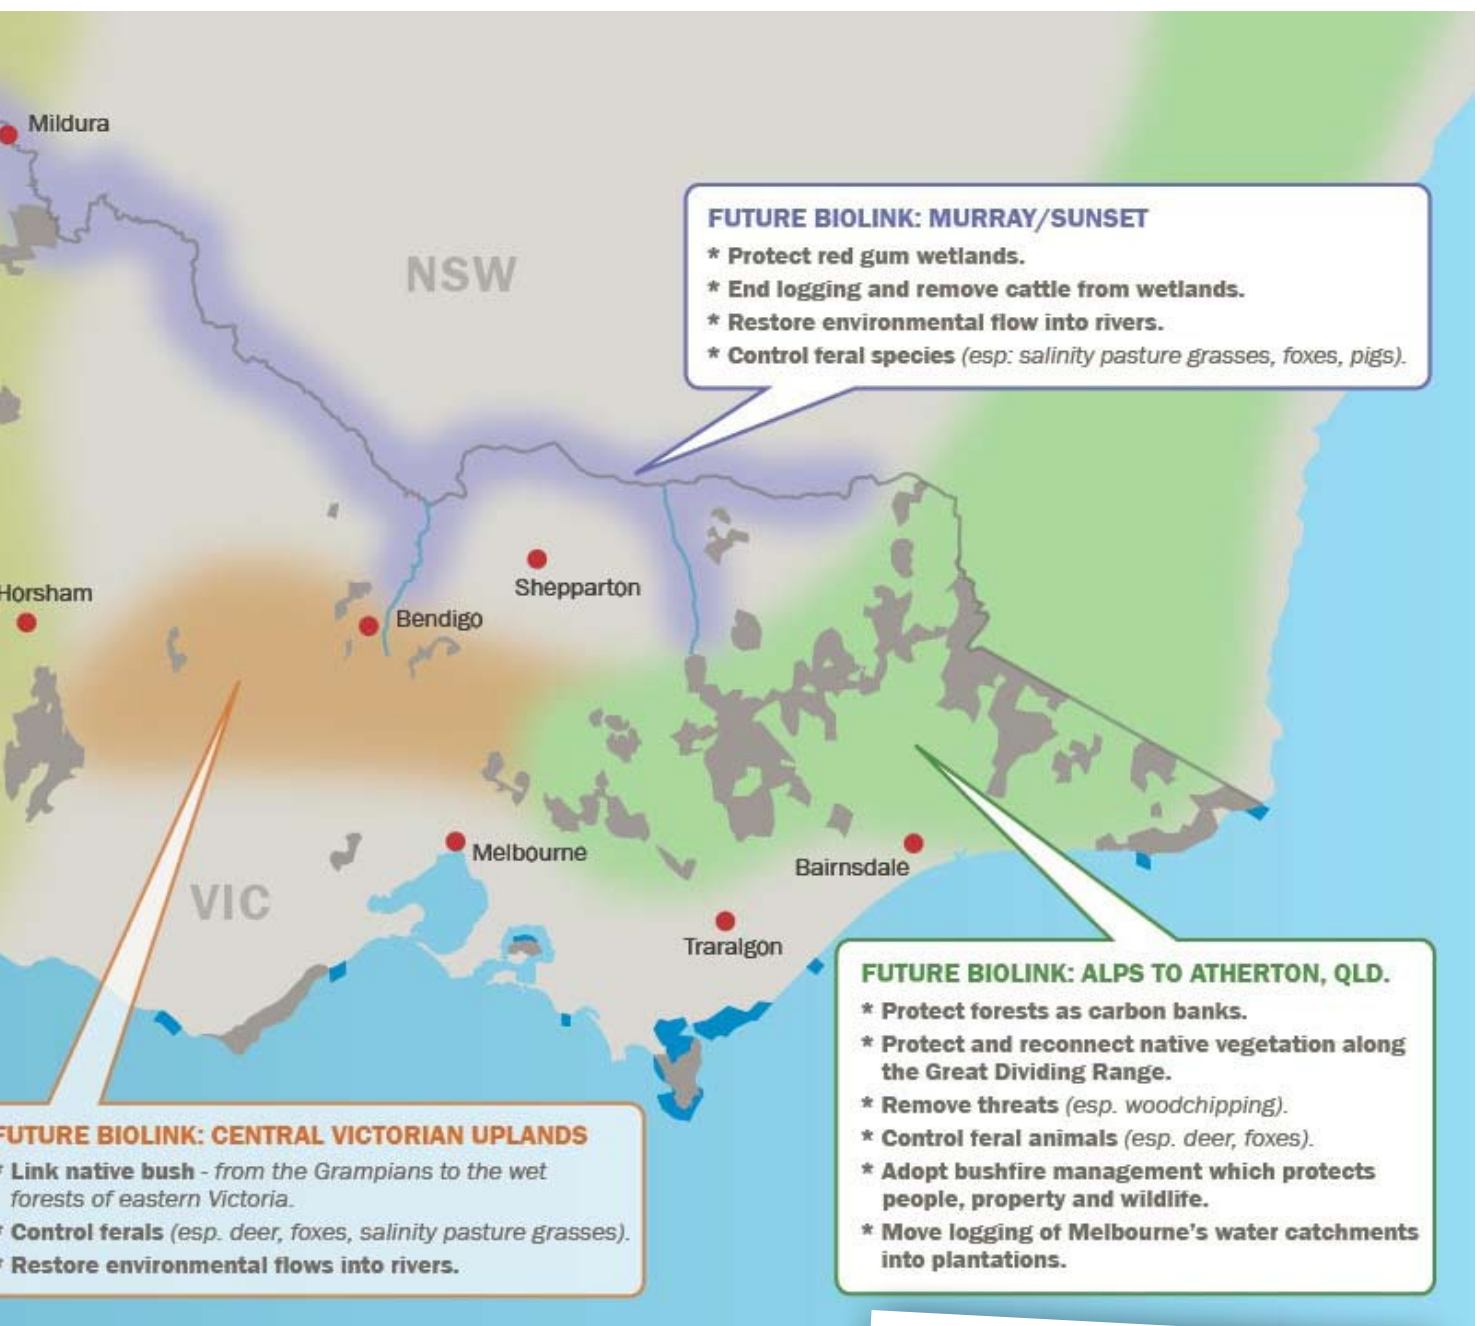 Mildura
NSW
FUTURE BIOLINK: MURRAY/SUNSET
* Protect red gum wetlands.
* End logging and remove cattle from wetlands.
* Restore environmental flow into rivers.
* Control feral species (esp: salinity pasture grasses, foxes, pigs).
Shepparton
Horsham
Bendigo
Melbourne
Bairnsdale
VIC
Traralgon
FUTURE BIOLINK: ALPS TO ATHERTON, QLD.
* Protect forests as carbon banks.
* Protect and reconnect native vegetation along
the Great Dividing Range.
* Remove threats (esp. woodchipping).
* Control feral animals (esp. deer, foxes).
* Adopt bushfire management which protects
people, property and wildlife.
* Move logging of Melbourne's water catchments
into plantations.
FUTURE BIOLINK: CENTRAL VICTORIAN UPLANDS
* Link native bush - from the Grampians to the wet
forests of eastern Victoria.
* Control ferals (esp. deer, foxes, salinity pasture grasses).
* Restore environmental flows into rivers.